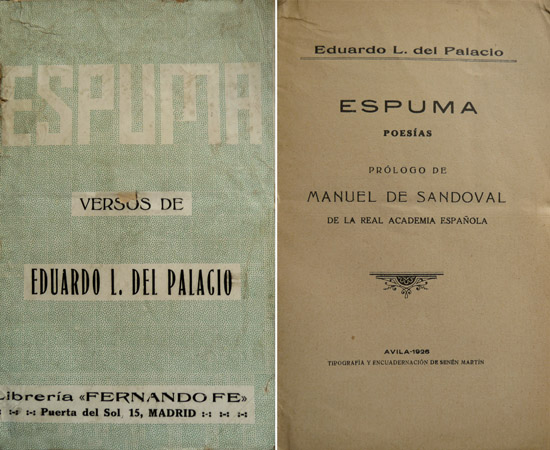 ESPUMA
VERSOS DE
EDUARDO L. DEL PALACIO
Librería «FERNANDO FE»
Puerta del Sol, 15, MADRID
Eduardo L. del Palacio
ESPUMA
POESÍAS
PRÓLOGO DE
MANUEL DE SANDOVAL
DE LA REAL ACADEMIA ESPAÑOLA
AVILA-1926
TIPOGRAFÍA Y ENCUADERNACIÓN DE SENÉN MARTÍN